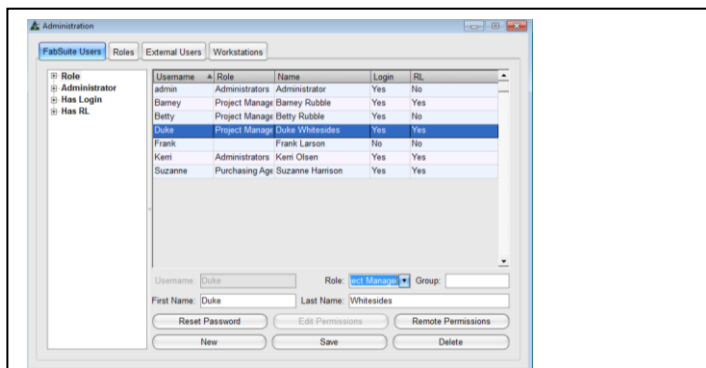 Administration
FabSuite Users Roles External Users Workstations
Role
Administrator
Has Login
Has RL
Username Role Name Login RL
admin Administrators Administrator Yes No
Barney Project Manage Barney Rubble Yes Yes
Betty Project Manage Betty Rubble Yes No
Duke Project Manage Duke Whitesides Yes Yes
Frank Frank Larson No No
Kerri Administrators Kerri Olsen Yes Yes
Suzanne Purchasing Age Suzanne Harrison Yes Yes
Username: Duke Role: ect Manage Group:
First Name: Duke Last Name: Whitesides
Reset Password Edit Permissions Remote Permissions
New Save Delete